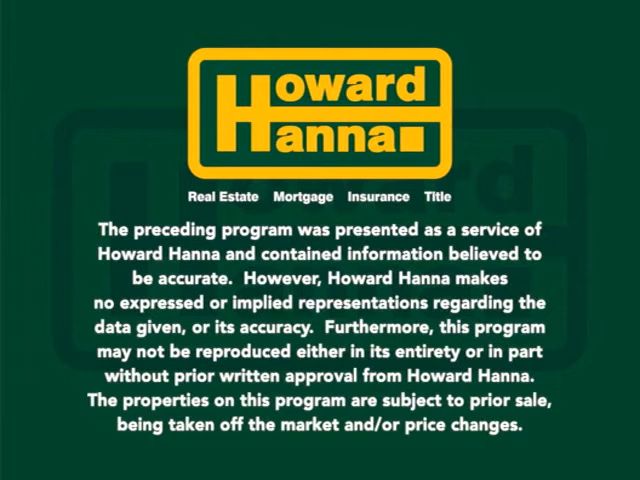 Howard
Hanna
Real Estate Mortgage Insurance Title
The preceding program was presented as a service of
Howard Hanna and contained information believed to
be accurate. However, Howard Hanna makes
no expressed or implied representations regarding the
data given, or its accuracy. Furthermore, this program
may not be reproduced either in its entirety or in part
without prior written approval from Howard Hanna.
The properties on this program are subject to prior sale,
being taken off the market and/or price changes.